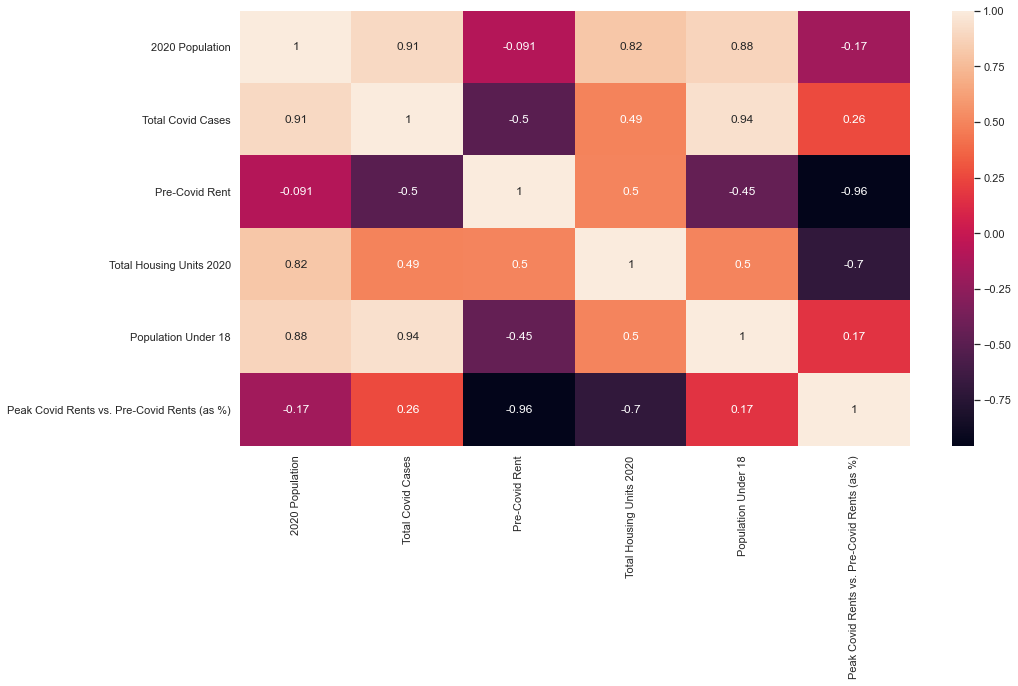 2020 Population 1 0.91 -0.091 0.82 0.88 -0.17
Total Covid Cases 0.91 1 -0.5 0.49 0.94 0.26
Pre-Covid Rent -0.091 -0.5 1 0.5 -0.45 -0.96
Total Housing Units 2020 0.82 0.49 0.5 1 0.5 -0.7
Population Under 18 0.88 0.94 -0.45 0.5 1 0.17
Peak Covid Rents vs. Pre-Covid Rents (as %) -0.17 0.26 -0.96 -0.7 0.17 1
2020 Population
Total Covid Cases
Pre-Covid Rent
Total Housing Units 2020
Population Under 18
Peak Covid Rents vs. Pre-Covid Rents (as %)
1.00
0.75
0.50
0.25
0.00
−0.25
−0.50
−0.75